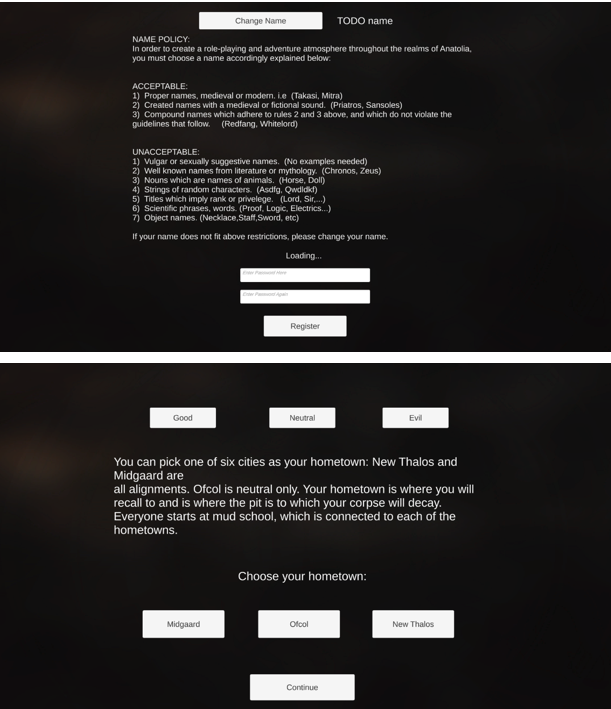 Change Name
TODO name
NAME POLICY:
In order to create a role-playing and adventure atmosphere throughout the realms of Anatolia,
you must choose a name accordingly explained below:
ACCEPTABLE:
1) Proper names, medieval or modern. i.e (Takasi, Mitra)
2) Created names with a medieval or fictional sound. (Priatros, Sansoles)
3) Compound names which adhere to rules 2 and 3 above, and which do not violate the
guidelines that follow. (Redfang, Whitelord)
UNACCEPTABLE:
1) Vulgar or sexually suggestive names. (No examples needed)
2) Well known names from literature or mythology. (Chronos, Zeus)
3) Nouns which are names of animals. (Horse, Doll)
4) Strings of random characters. (Asdfg, Qwdldkf)
5) Titles which imply rank or privelege. (Lord, Sir,...)
6) Scientific phrases, words. (Proof, Logic, Electrics...)
7) Object names. (Necklace,Staff,Sword, etc)
If your name does not fit above restrictions, please change your name.
Loading...
Enter Password Here
Enter Password Again
Register
Good
Neutral
Evil
You can pick one of six cities as your hometown: New Thalos and
Midgaard are
all alignments. Ofcol is neutral only. Your hometown is where you will
recall to and is where the pit is to which your corpse will decay.
Everyone starts at mud school, which is connected to each of the
hometowns.
Choose your hometown:
Midgaard
Ofcol
New Thalos
Continue